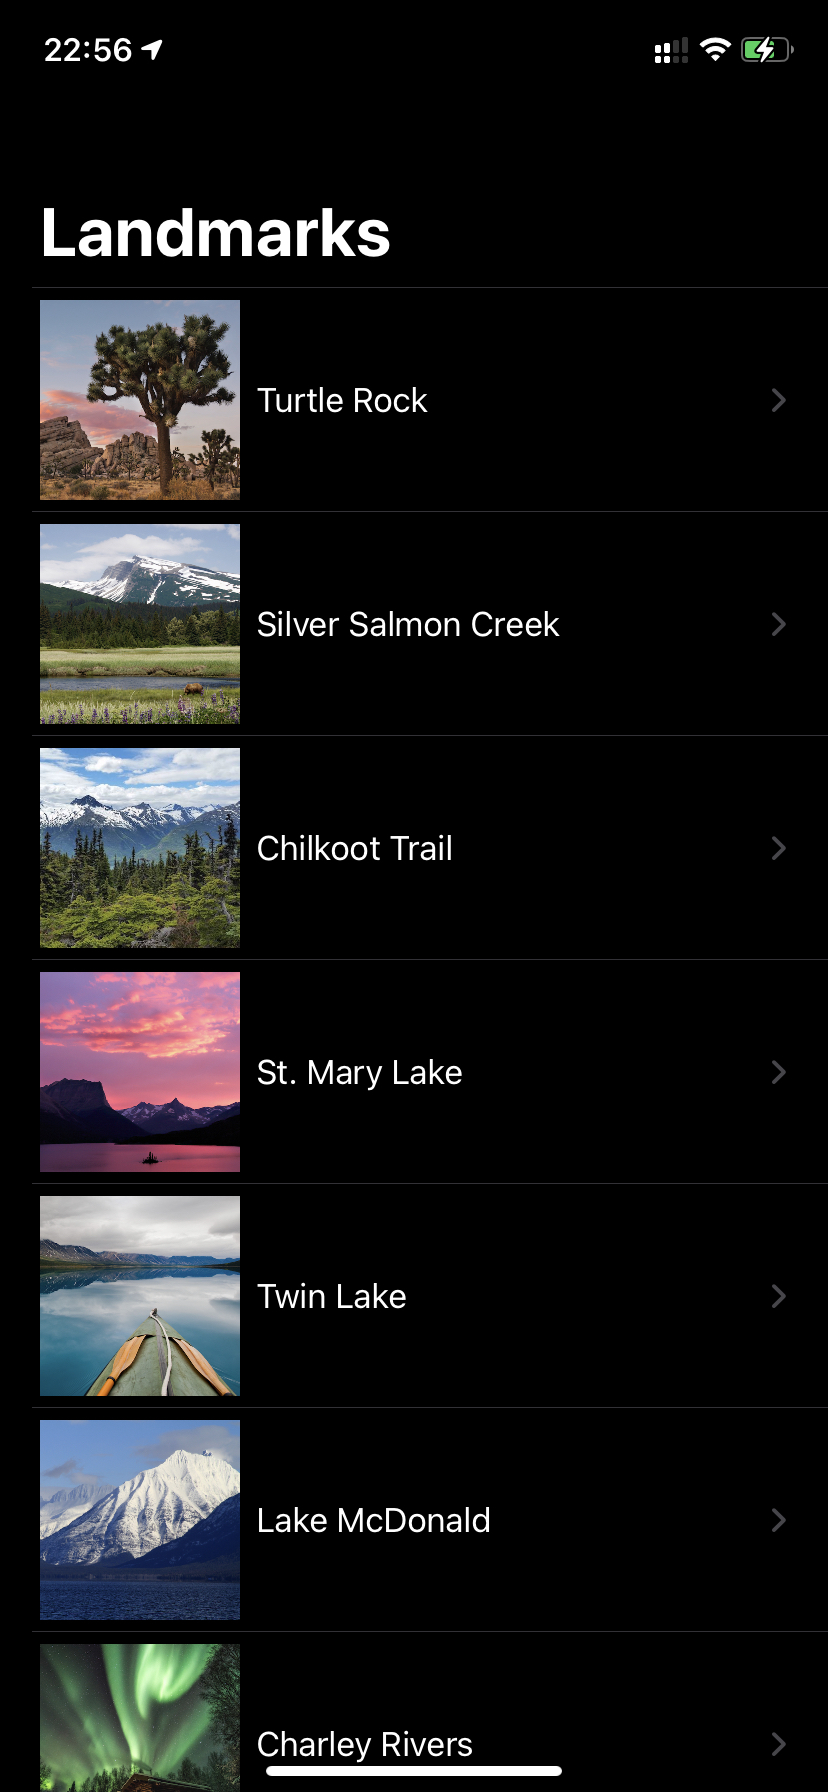 22:56
Landmarks
Turtle Rock
Silver Salmon Creek
Chilkoot Trail
St. Mary Lake
Twin Lake
Lake McDonald
Charley Rivers